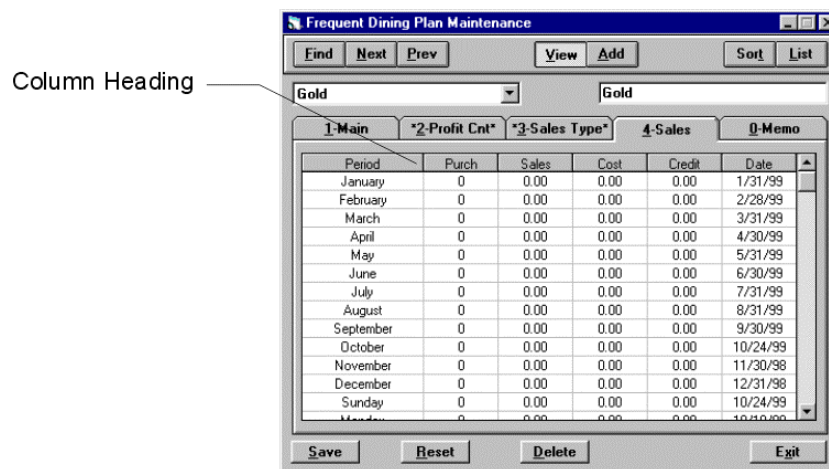 Frequent Dining Plan Maintenance
Find Next Prev View Add Sort List
Column Heading
Gold Gold
1-Main *2-Profit Cnt* *3-Sales Type* 4-Sales 0-Memo
Period Purch Sales Cost Credit Date
January 0 0.00 0.00 0.00 1/31/99
February 0 0.00 0.00 0.00 2/28/99
March 0 0.00 0.00 0.00 3/31/99
April 0 0.00 0.00 0.00 4/30/99
May 0 0.00 0.00 0.00 5/31/99
June 0 0.00 0.00 0.00 6/30/99
July 0 0.00 0.00 0.00 7/31/99
August 0 0.00 0.00 0.00 8/31/99
September 0 0.00 0.00 0.00 9/30/99
October 0 0.00 0.00 0.00 10/24/99
November 0 0.00 0.00 0.00 11/30/98
December 0 0.00 0.00 0.00 12/31/98
Sunday 0 0.00 0.00 0.00 10/24/99
Save Reset Delete Exit